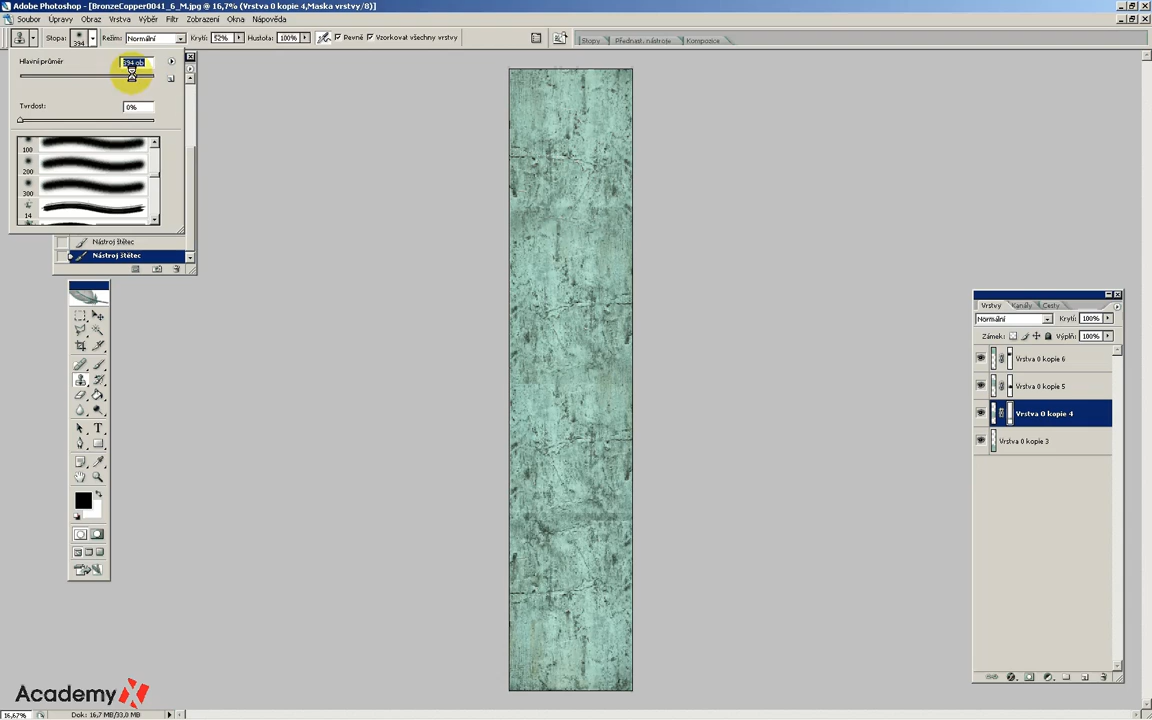 Adobe Photoshop - [BronzeCopper0041_6_M.jpg @ 16,7% (Vrstva 0 kopie 4,Maska vrstvy/8)]
Soubor Úpravy Obraz Vrstva Výběr Filtr Zobrazení Okna Nápověda
Stopa: 394 Režim: Normální Krytí: 52% Hustota: 100% Pevné Vzorkovat všechny vrstvy Stopy Přednast. nástroje Kompozice
Hlavní průměr 394 ob
Tvrdost: 0%
100
200
300
14
Nástroj štětec
Nástroj štětec
Vrstvy Kanály Cesty
Normální Krytí: 100%
Zámek: Výplň: 100%
Vrstva 0 kopie 6
Vrstva 0 kopie 5
Vrstva 0 kopie 4
Vrstva 0 kopie 3
Academy X
16,67% Dok: 16,7 MB/33,0 MB